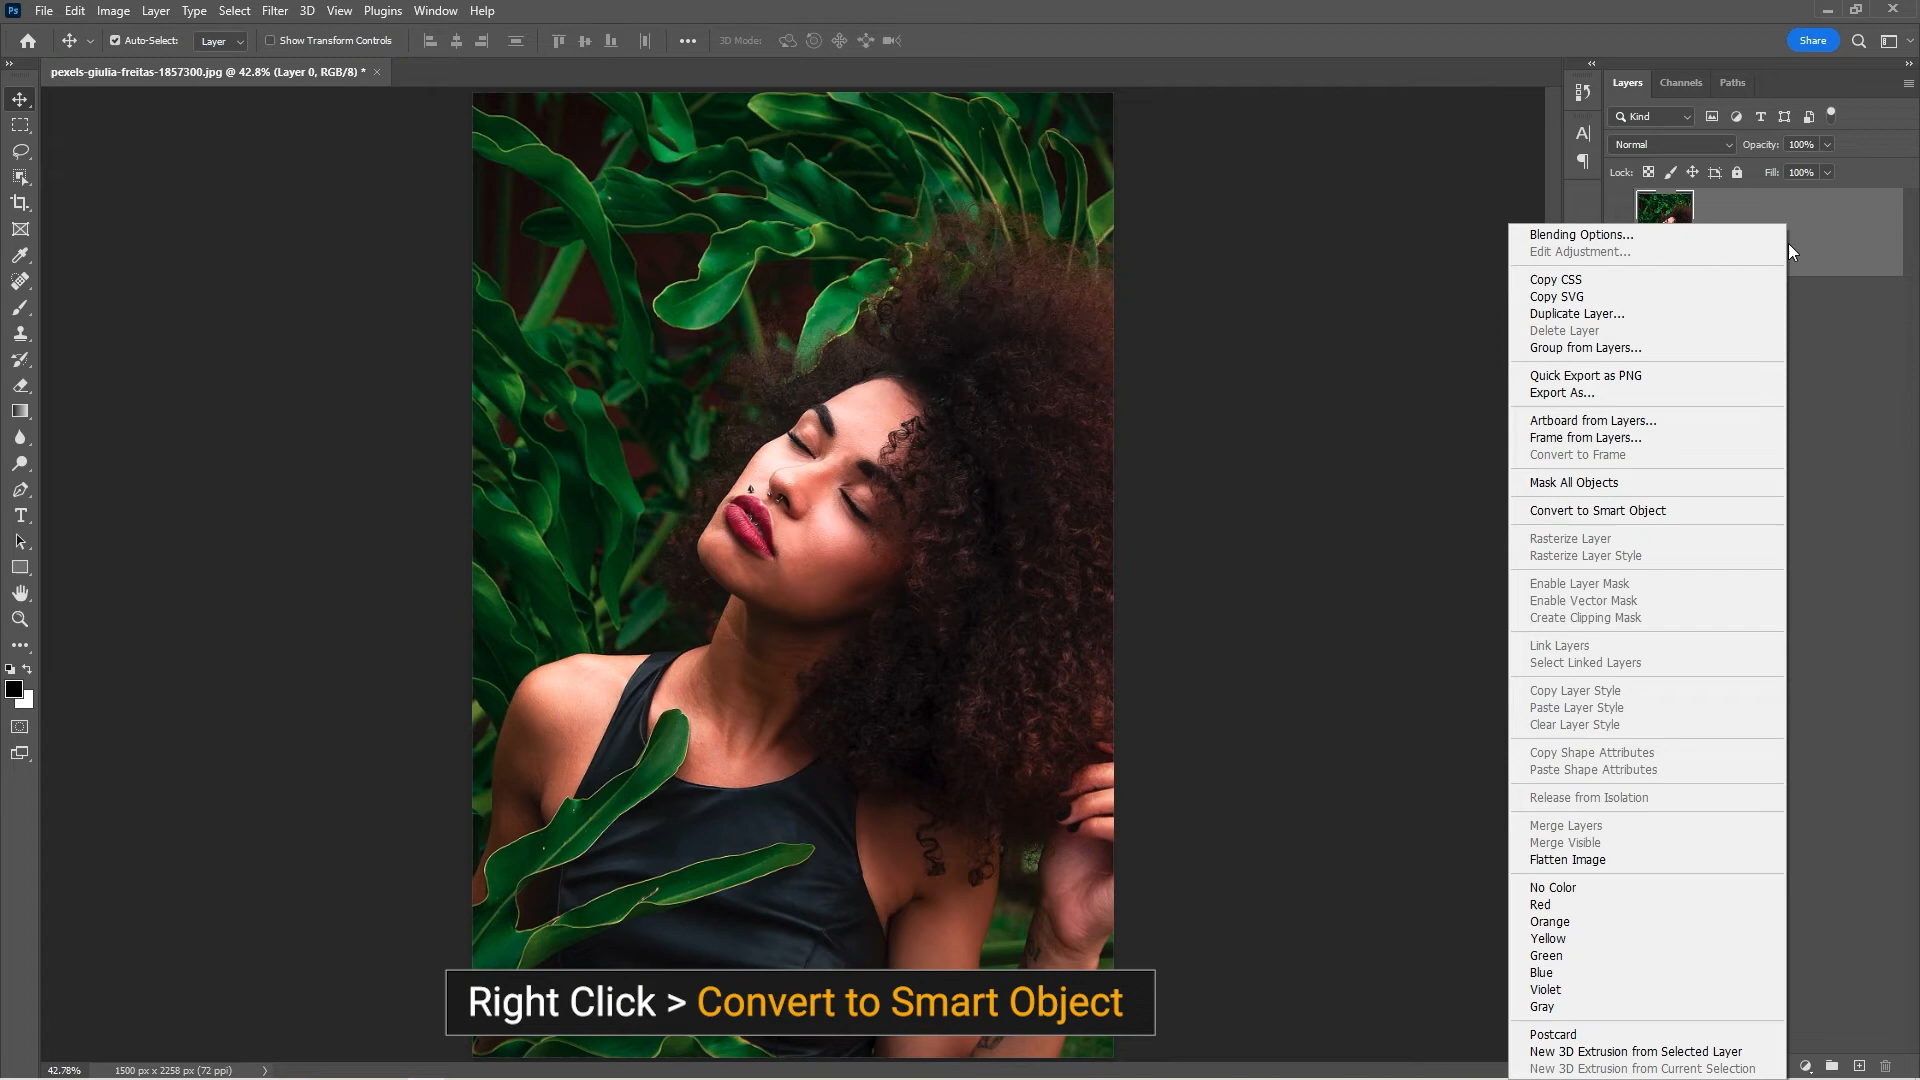 Ps File Edit Image Layer Type Select Filter 3D View Plugins Window Help
Auto-Select: Layer Show Transform Controls 3D Mode: Share
pexels-giulia-freitas-1857300.jpg @ 42.8% (Layer 0, RGB/8) *
Layers Channels Paths
Kind
Normal Opacity: 100%
Lock: Fill: 100%
Blending Options...
Edit Adjustment...
Copy CSS
Copy SVG
Duplicate Layer...
Delete Layer
Group from Layers...
Quick Export as PNG
Export As...
Artboard from Layers...
Frame from Layers...
Convert to Frame
Mask All Objects
Convert to Smart Object
Rasterize Layer
Rasterize Layer Style
Enable Layer Mask
Enable Vector Mask
Create Clipping Mask
Link Layers
Select Linked Layers
Copy Layer Style
Paste Layer Style
Clear Layer Style
Copy Shape Attributes
Paste Shape Attributes
Release from Isolation
Merge Layers
Merge Visible
Flatten Image
No Color
Red
Orange
Yellow
Green
Blue
Violet
Gray
Postcard
New 3D Extrusion from Selected Layer
New 3D Extrusion from Current Selection
Right Click > Convert to Smart Object
42.78% 1500 px x 2258 px (72 ppi)